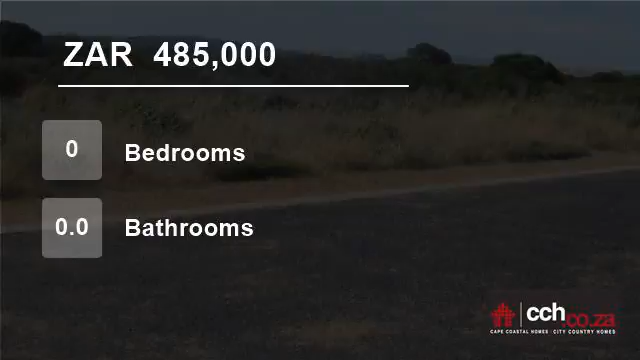 ZAR 485,000
0 Bedrooms
0.0 Bathrooms
cch.co.za
CAPE COASTAL HOMES · CITY COUNTRY HOMES